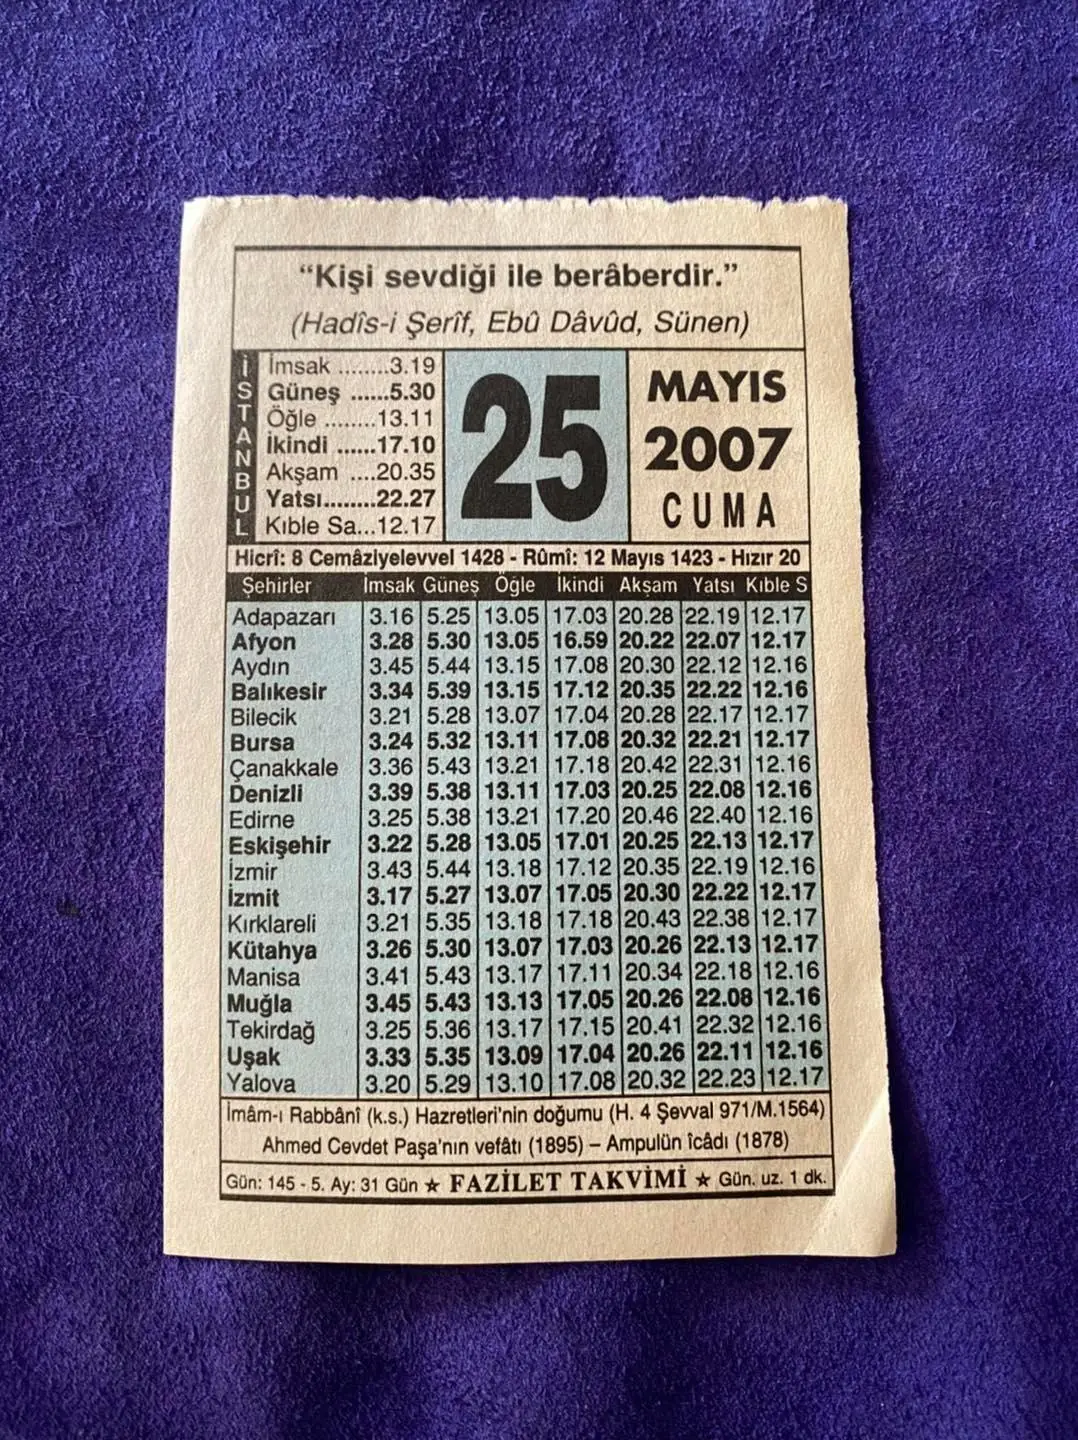 “Kişi sevdiği ile berâberdir.”
(Hadîs-i Şerîf, Ebû Dâvûd, Sünen)
İSTANBUL
İmsak ........3.19
Güneş ......5.30
Öğle ........13.11
İkindi ......17.10
Akşam ....20.35
Yatsı........22.27
Kıble Sa...12.17
25
MAYIS
2007
CUMA
Hicrî: 8 Cemâziyelevvel 1428 - Rûmî: 12 Mayıs 1423 - Hızır 20
Şehirler İmsak Güneş Öğle İkindi Akşam Yatsı Kıble S
Adapazarı 3.16 5.25 13.05 17.03 20.28 22.19 12.17
Afyon 3.28 5.30 13.05 16.59 20.22 22.07 12.17
Aydın 3.45 5.44 13.15 17.08 20.30 22.12 12.16
Balıkesir 3.34 5.39 13.15 17.12 20.35 22.22 12.16
Bilecik 3.21 5.28 13.07 17.04 20.28 22.17 12.17
Bursa 3.24 5.32 13.11 17.08 20.32 22.21 12.17
Çanakkale 3.36 5.43 13.21 17.18 20.42 22.31 12.16
Denizli 3.39 5.38 13.11 17.03 20.25 22.08 12.16
Edirne 3.25 5.38 13.21 17.20 20.46 22.40 12.16
Eskişehir 3.22 5.28 13.05 17.01 20.25 22.13 12.17
İzmir 3.43 5.44 13.18 17.12 20.35 22.19 12.16
İzmit 3.17 5.27 13.07 17.05 20.30 22.22 12.17
Kırklareli 3.21 5.35 13.18 17.18 20.43 22.38 12.17
Kütahya 3.26 5.30 13.07 17.03 20.26 22.13 12.17
Manisa 3.41 5.43 13.17 17.11 20.34 22.18 12.16
Muğla 3.45 5.43 13.13 17.05 20.26 22.08 12.16
Tekirdağ 3.25 5.36 13.17 17.15 20.41 22.32 12.16
Uşak 3.33 5.35 13.09 17.04 20.26 22.11 12.16
Yalova 3.20 5.29 13.10 17.08 20.32 22.23 12.17
İmâm-ı Rabbânî (k.s.) Hazretleri'nin doğumu (H. 4 Şevval 971/M.1564)
Ahmed Cevdet Paşa'nın vefâtı (1895) – Ampulün îcâdı (1878)
Gün: 145 - 5. Ay: 31 Gün ★ FAZİLET TAKVİMİ ★ Gün. uz. 1 dk.